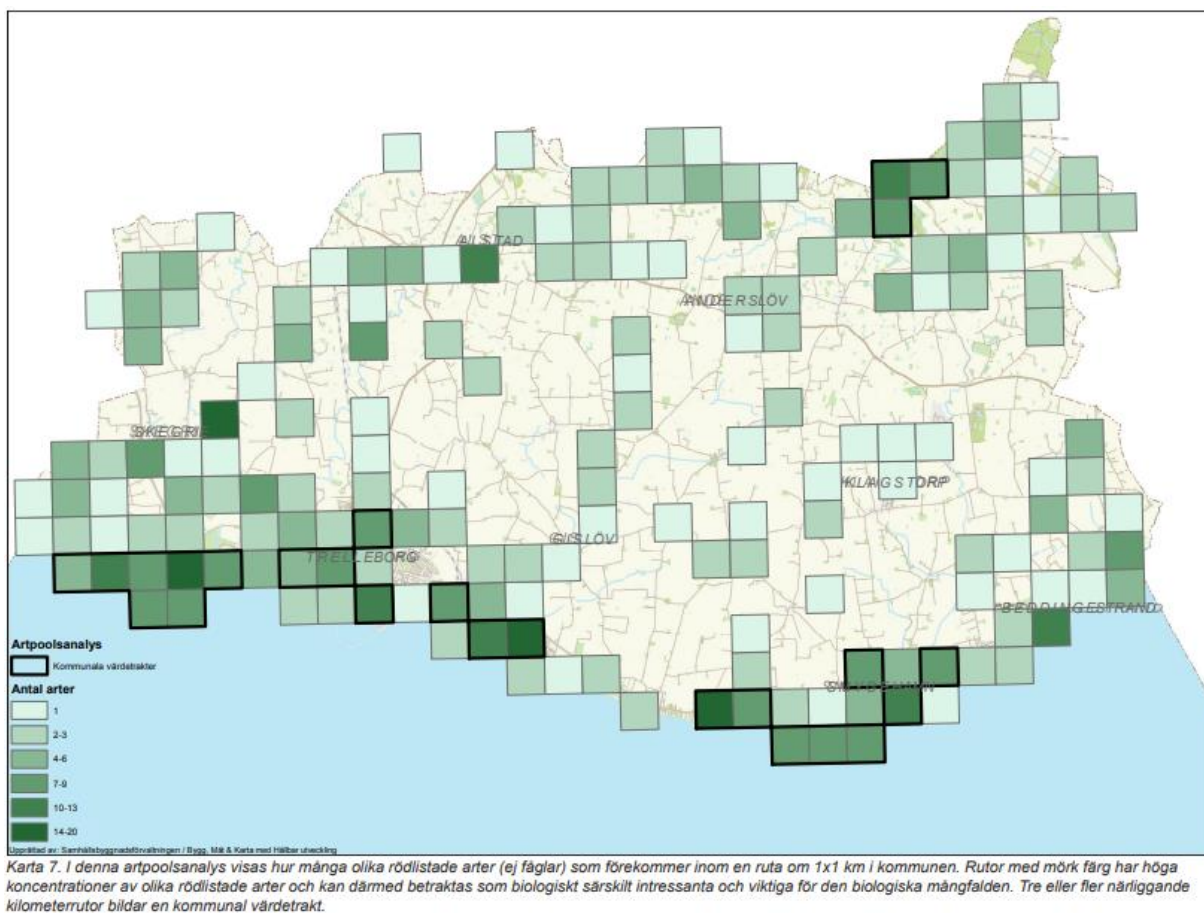 ALSTAD
ANDERSLÖV
SKEGRIE
KLAGSTORP
GISLÖV
TRELLEBORG
BEDDINGESTRAND
SMYGEHAMN
Artpoolsanalys
Kommunala värdetrakter
Antal arter
1
2-3
4-6
7-9
10-13
14-20
Upprättad av: Samhällsbyggnadsförvaltningen / Bygg, Mät & Karta med Hållbar utveckling
Karta 7. I denna artpoolsanalys visas hur många olika rödlistade arter (ej fåglar) som förekommer inom en ruta om 1x1 km i kommunen. Rutor med mörk färg har höga
koncentrationer av olika rödlistade arter och kan därmed betraktas som biologiskt särskilt intressanta och viktiga för den biologiska mångfalden. Tre eller fler närliggande
kilometerrutor bildar en kommunal värdetrakt.